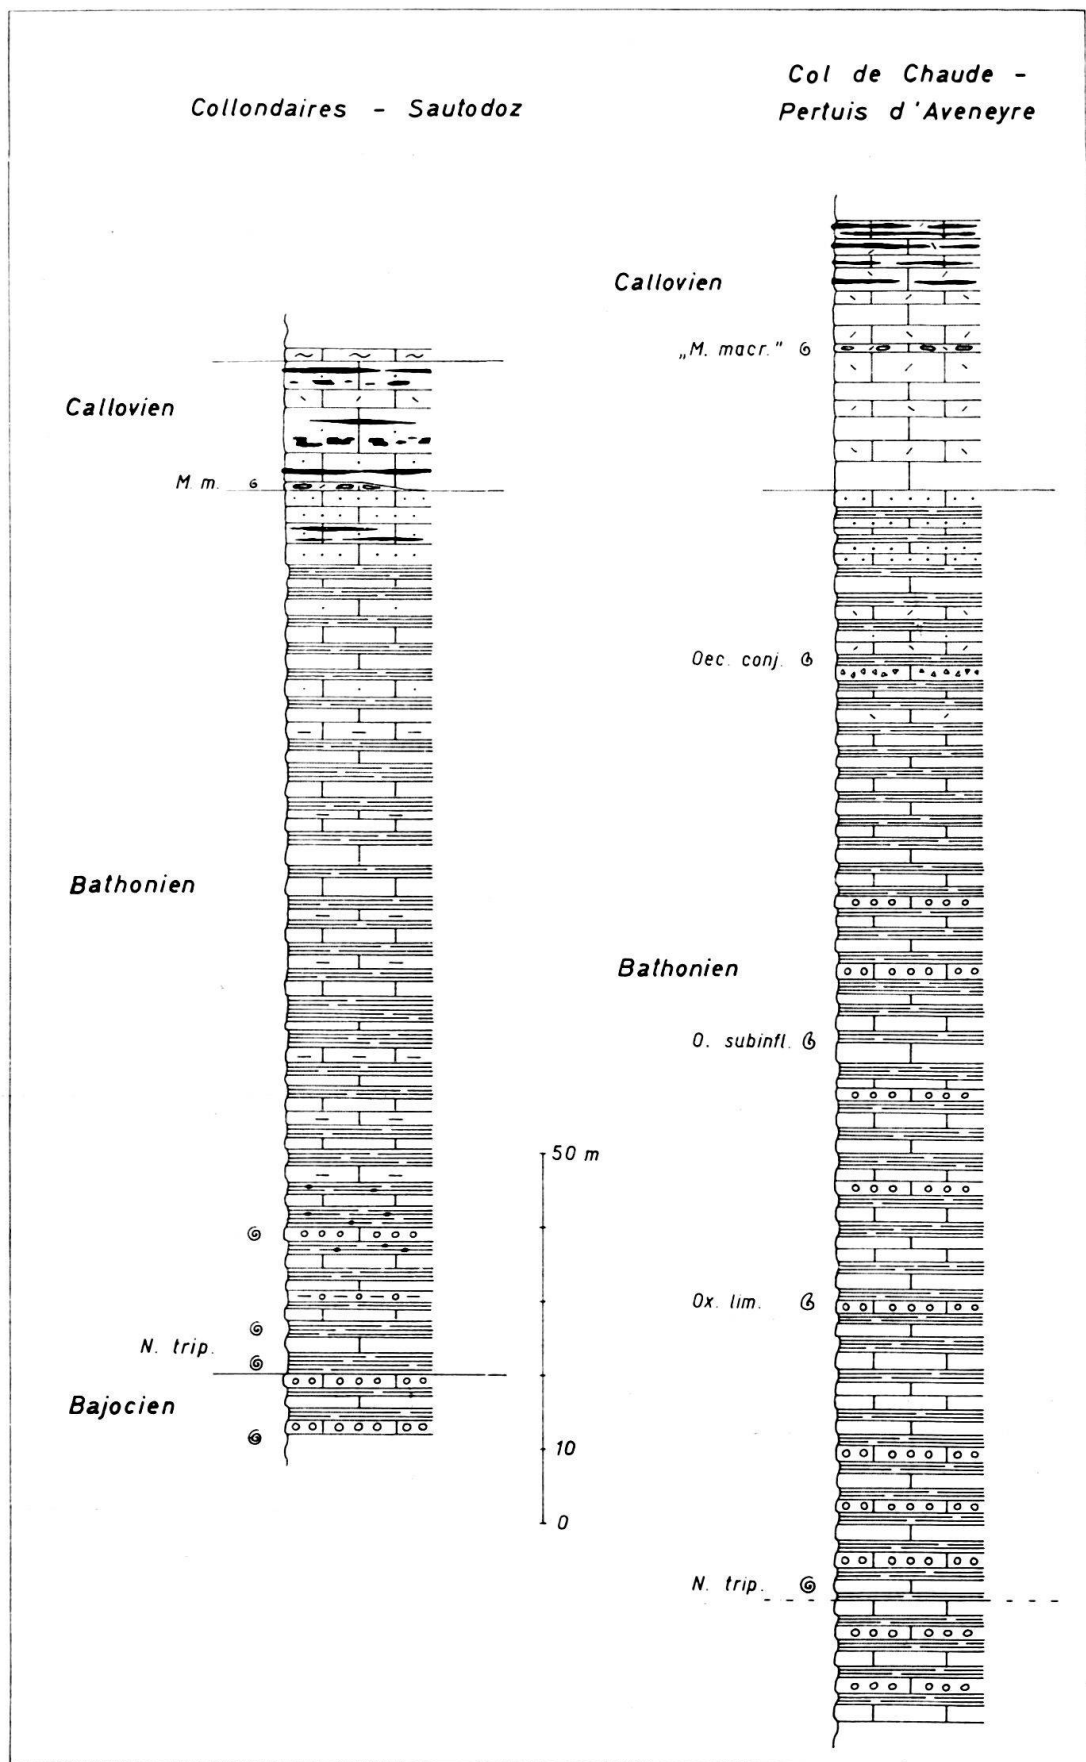 Collondaires - Sautodoz
Callovien
M. m.
Bathonien
N. trip.
Bajocien
50 m
10
0
Col de Chaude -
Pertuis d'Aveneyre
Callovien
„M. macr."
Oec. conj.
Bathonien
O. subinfl.
Ox. lim.
N. trip.